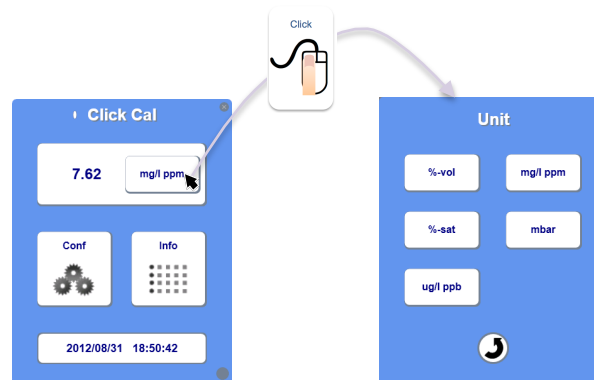 Click
Click Cal
7.62 mg/l ppm
Conf Info
2012/08/31 18:50:42
Unit
%-vol mg/l ppm
%-sat mbar
ug/l ppb